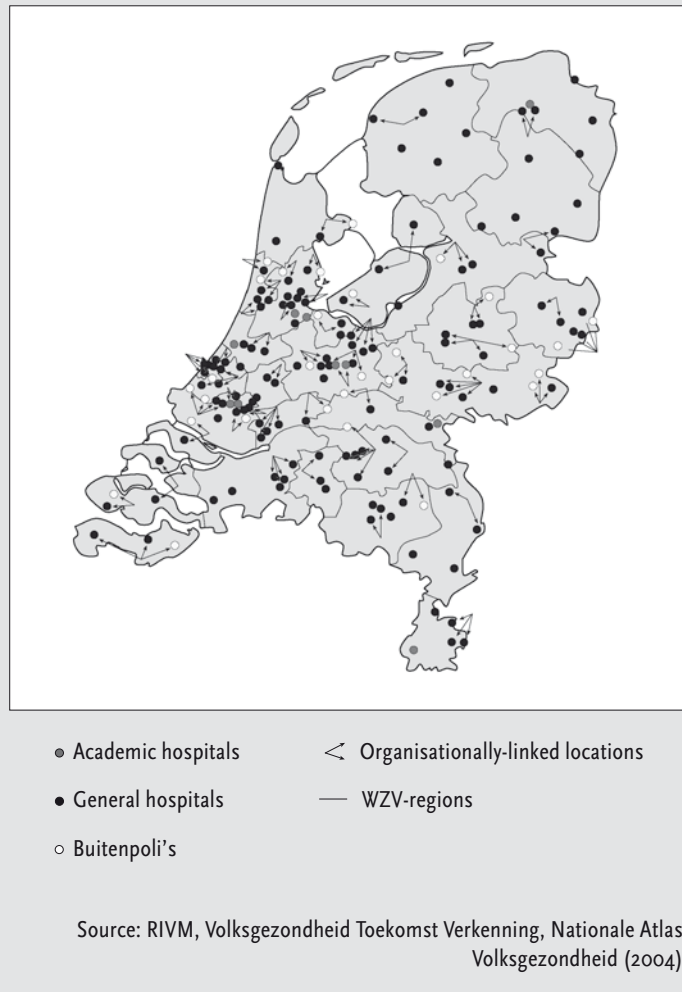 Academic hospitals
Organisationally-linked locations
General hospitals
WZV-regions
Buitenpoli's
Source: RIVM, Volksgezondheid Toekomst Verkenning, Nationale Atlas
Volksgezondheid (2004)